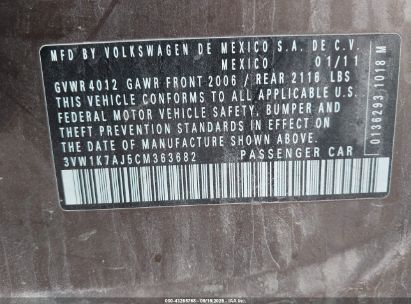 MFD BY VOLKSWAGEN DE MEXICO S.A. DE C.V.
MEXICO 01/11
GVWR 4012 GAWR FRONT 2006 / REAR 2116 LBS
THIS VEHICLE CONFORMS TO ALL APPLICABLE U.S.
FEDERAL MOTOR VEHICLE SAFETY, BUMPER AND
THEFT PREVENTION STANDARDS IN EFFECT ON
THE DATE OF MANUFACTURE SHOWN ABOVE.
3VW1K7AJ5CM363682 PASSENGER CAR
0136293 1018 M